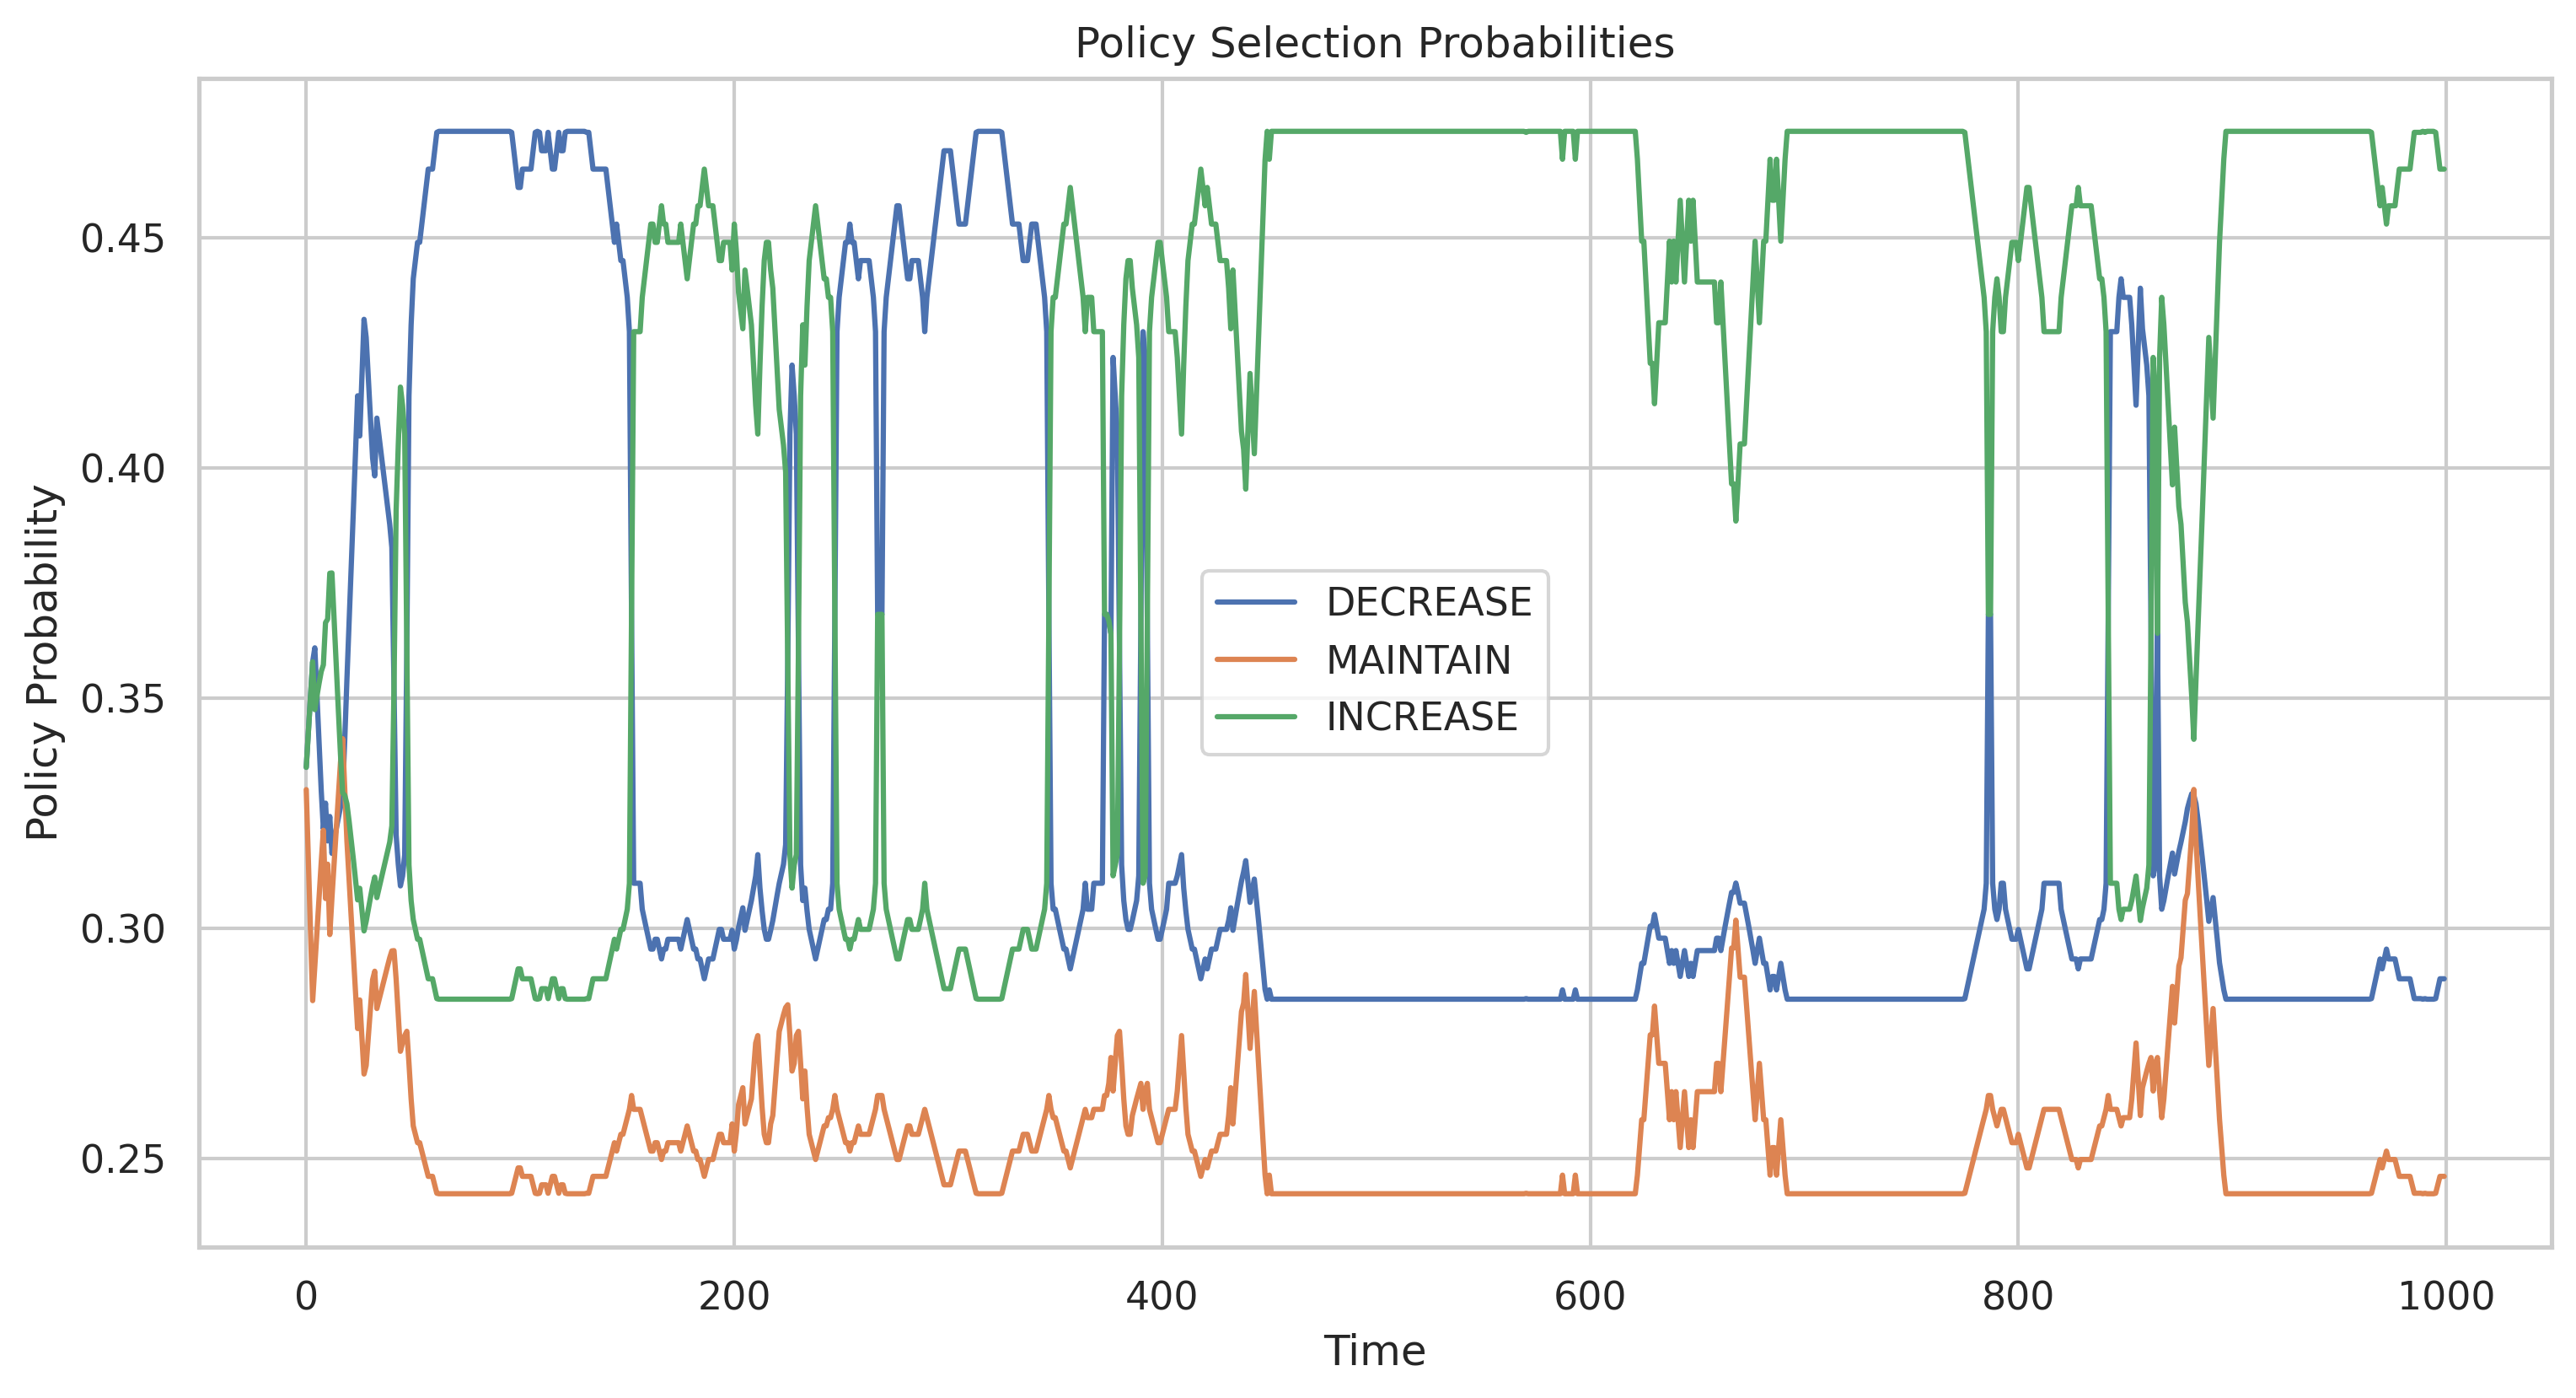 Policy Selection Probabilities
Policy Probability
0.45
0.40
0.35
0.30
0.25
DECREASE
MAINTAIN
INCREASE
0 200 400 600 800 1000
Time